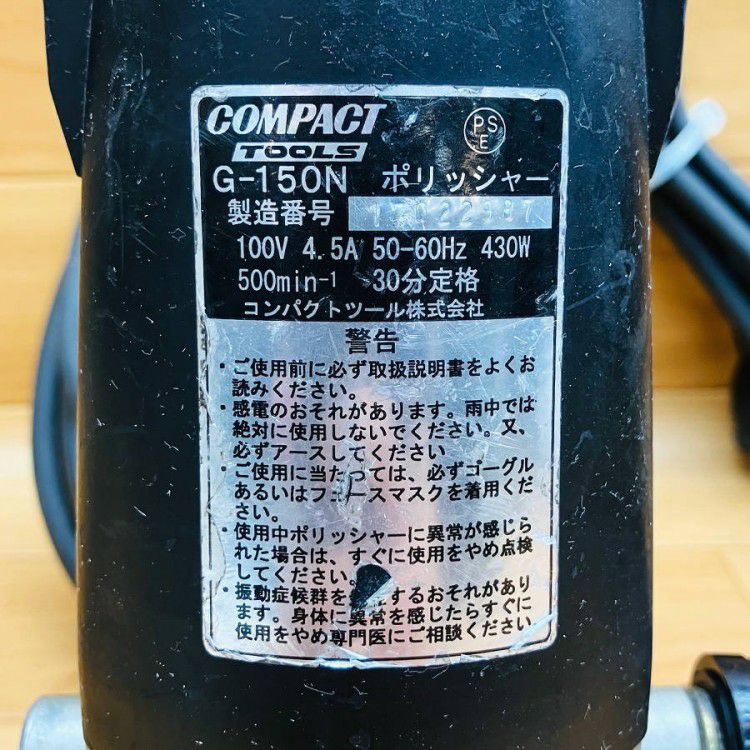 COMPACT
TOOLS
PS
E
G-150N ポリッシャー
製造番号
100V 4.5A 50-60Hz 430W
500min-1 30分定格
コンパクトツール株式会社
警告
・ご使用前に必ず取扱説明書をよくお
読みください。
・感電のおそれがあります。雨中では
絶対に使用しないでください。又、
必ずアースしてください
・ご使用に当たっては、必ずゴーグル
あるいはフェースマスクを着用くだ
さい。
・使用中ポリッシャーに異常が感じら
れた場合は、すぐに使用をやめ点検
してください。
・振動症候群を するおそれがあり
ます。身体に異常を感じたらすぐに
使用をやめ専門医にご相談ください